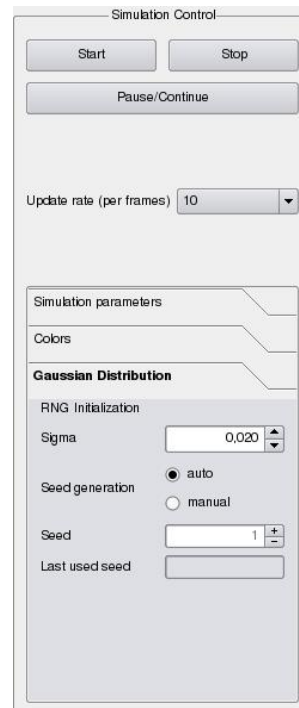 Simulation Control
Start Stop
Pause/Continue
Update rate (per frames) 10
Simulation parameters
Colors
Gaussian Distribution
RNG Initialization
Sigma 0,020
auto
Seed generation
manual
Seed 1
Last used seed